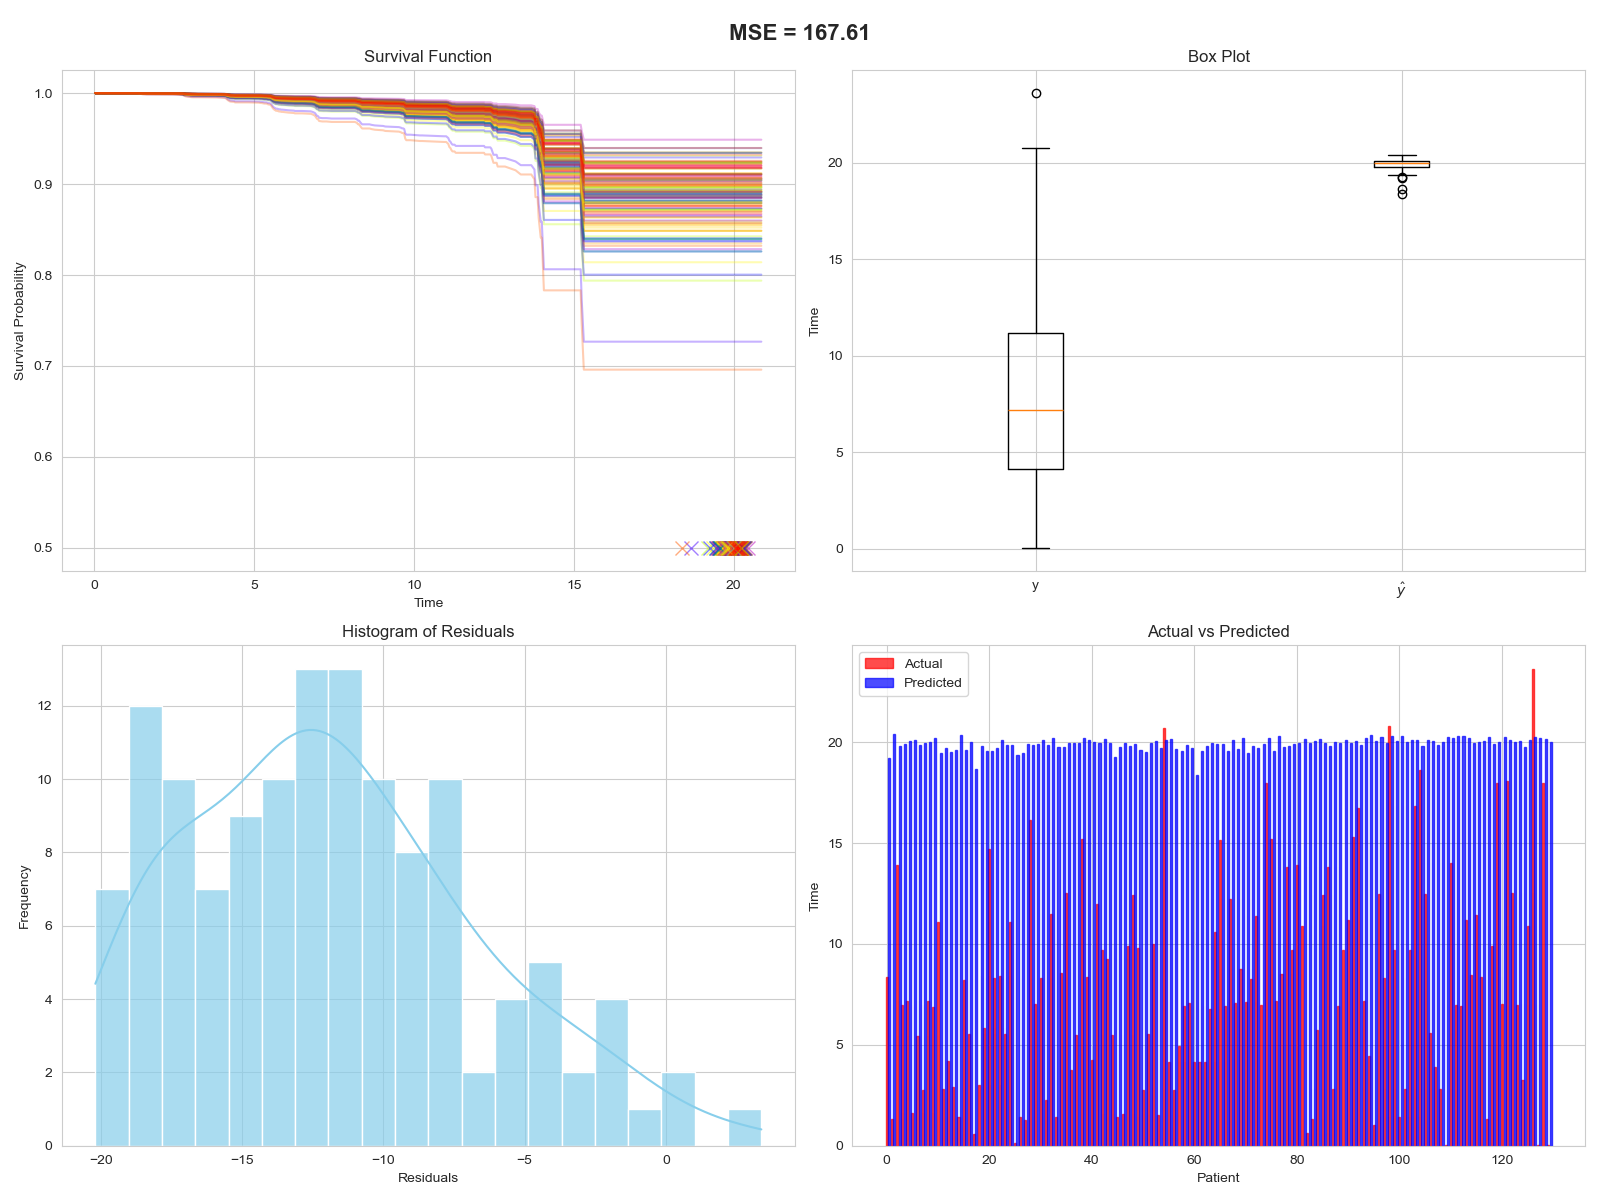 MSE = 167.61
Survival Function
Survival Probability
1.0
0.9
0.8
0.7
0.6
0.5
0
5
10
15
20
Time
Box Plot
Time
20
15
10
5
0
y
ŷ
Histogram of Residuals
Frequency
12
10
8
6
4
2
0
−20
−15
−10
−5
0
Residuals
Actual vs Predicted
Actual
Predicted
Time
20
15
10
5
0
0
20
40
60
80
100
120
Patient